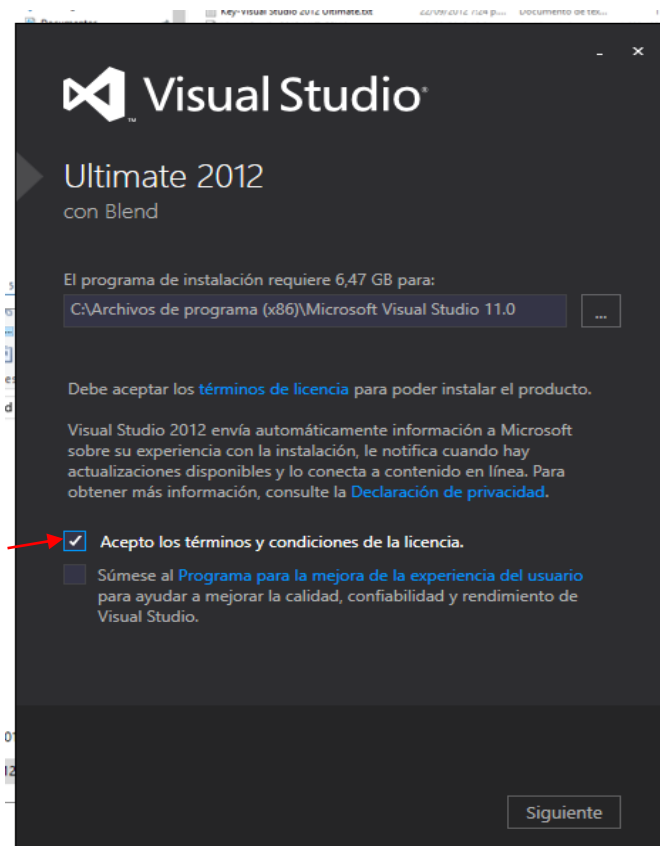 Documentos
Key-Visual Studio 2012 Ultimate.txt 22/09/2012 7:24 p.... Documento de tex...
Visual Studio®
™
Ultimate 2012
con Blend
El programa de instalación requiere 6,47 GB para:
C:\Archivos de programa (x86)\Microsoft Visual Studio 11.0
...
Debe aceptar los términos de licencia para poder instalar el producto.
Visual Studio 2012 envía automáticamente información a Microsoft
sobre su experiencia con la instalación, le notifica cuando hay
actualizaciones disponibles y lo conecta a contenido en línea. Para
obtener más información, consulte la Declaración de privacidad.
Acepto los términos y condiciones de la licencia.
Súmese al Programa para la mejora de la experiencia del usuario
para ayudar a mejorar la calidad, confiabilidad y rendimiento de
Visual Studio.
Siguiente